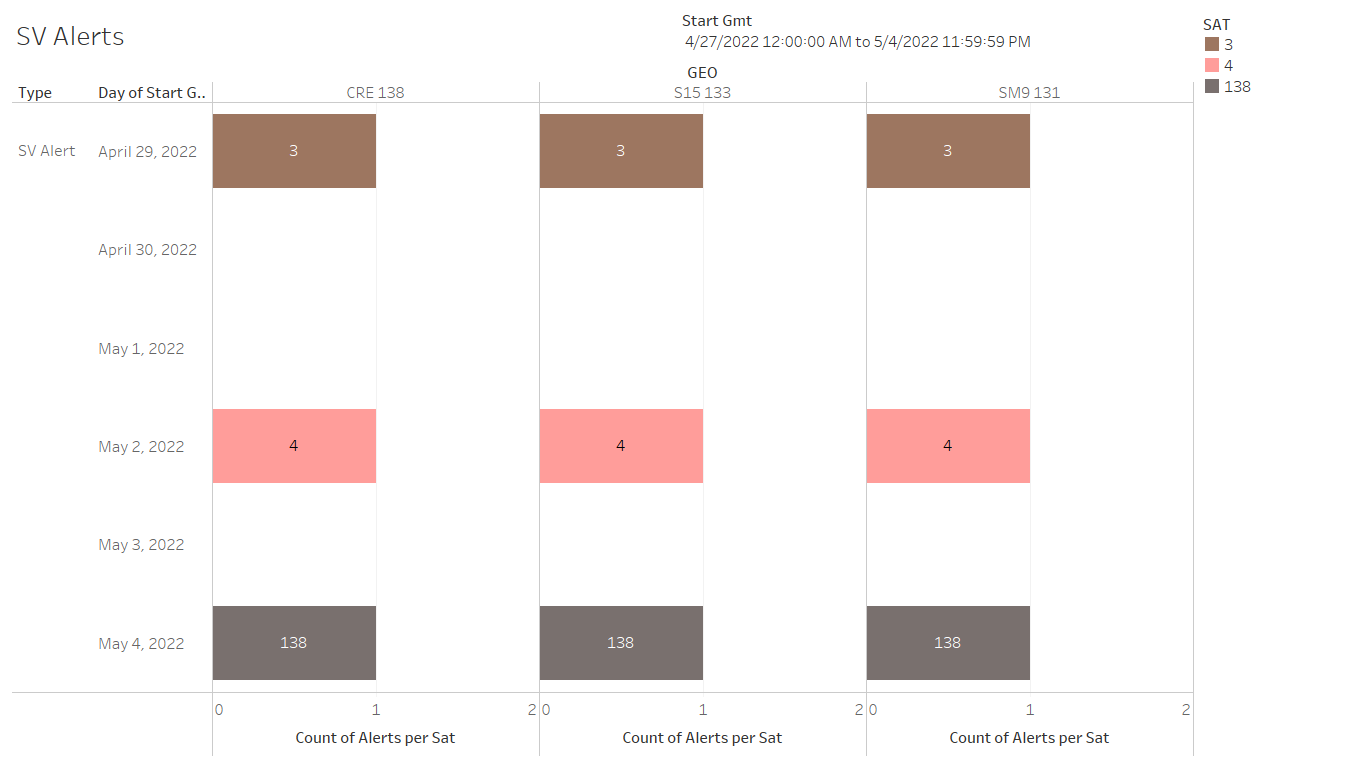 SV Alerts
Start Gmt
4/27/2022 12:00:00 AM to 5/4/2022 11:59:59 PM
SAT
3
4
138
GEO
Type Day of Start G.. CRE 138 S15 133 SM9 131
SV Alert April 29, 2022 3 3 3
April 30, 2022
May 1, 2022
May 2, 2022 4 4 4
May 3, 2022
May 4, 2022 138 138 138
0 1 2 0 1 2 0 1 2
Count of Alerts per Sat Count of Alerts per Sat Count of Alerts per Sat